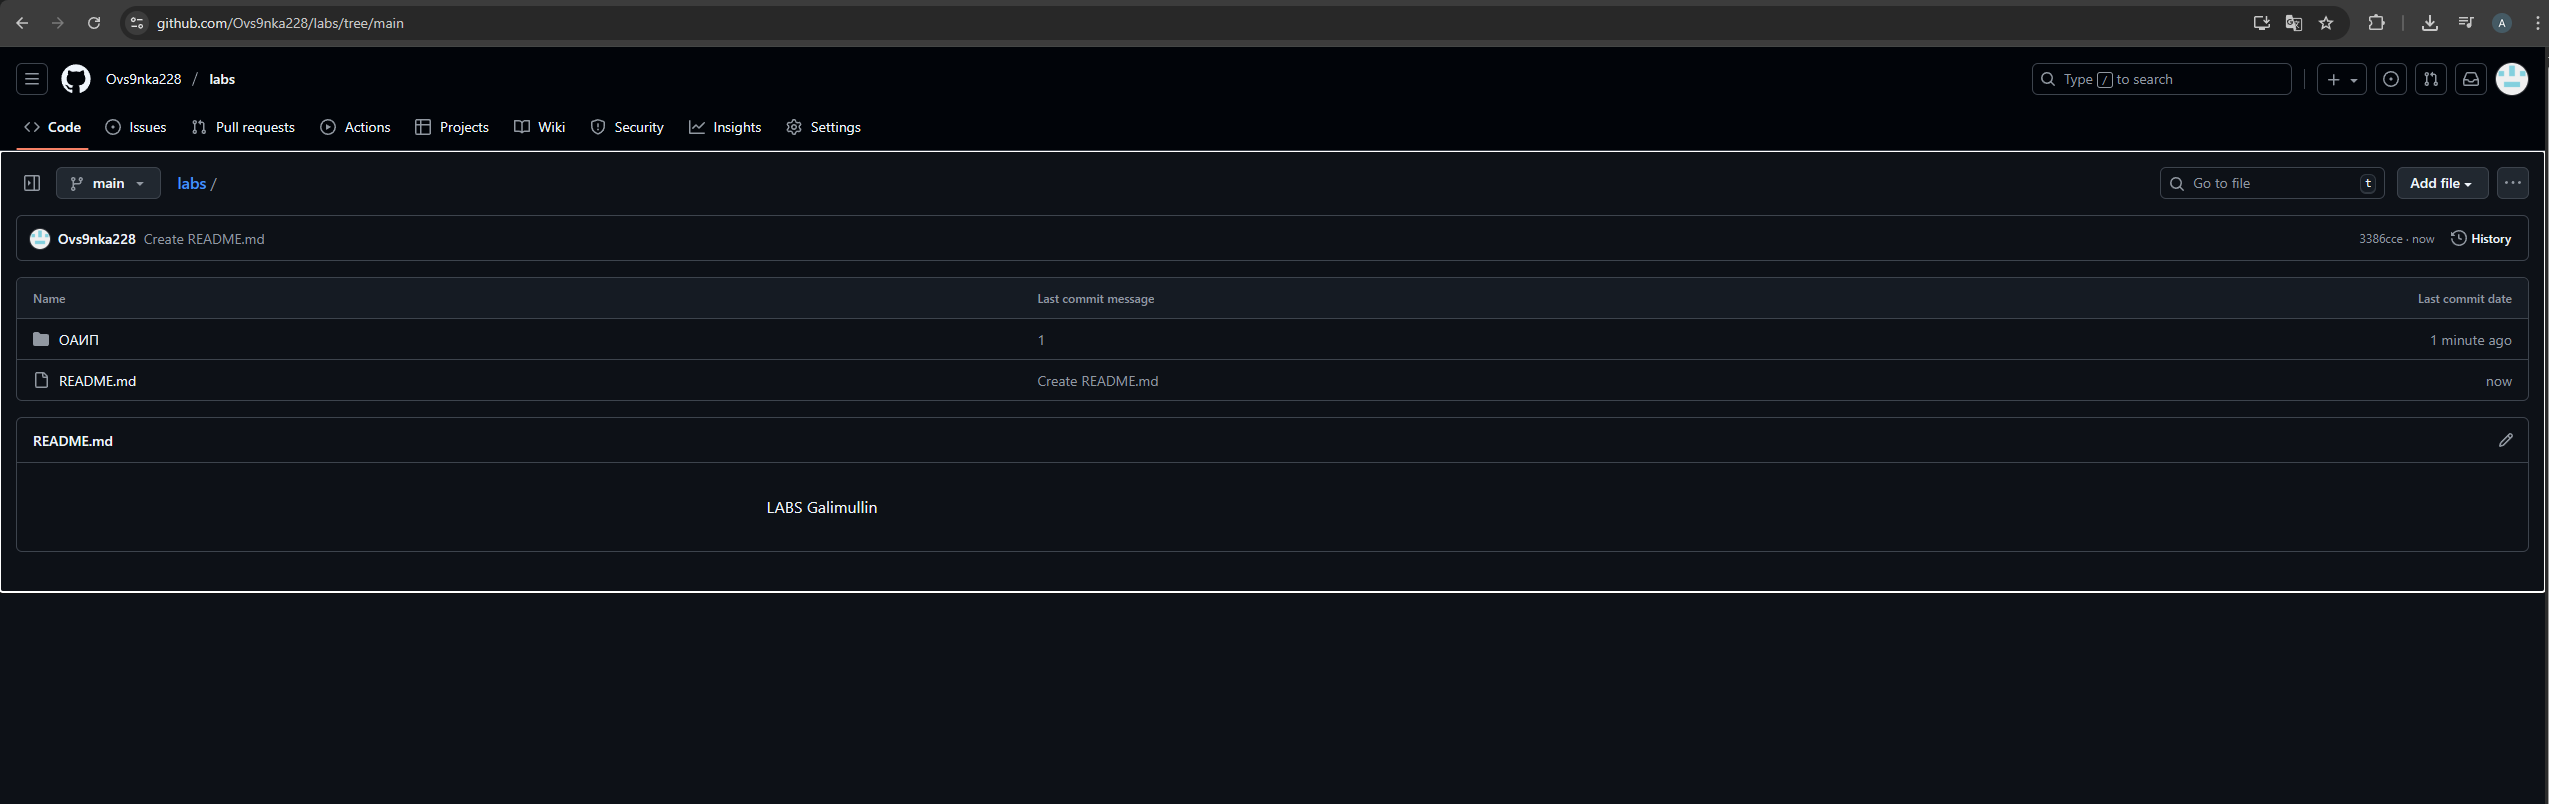 github.com/Ovs9nka228/labs/tree/main
A
Ovs9nka228 / labs
Type / to search
Code Issues Pull requests Actions Projects Wiki Security Insights Settings
main labs /
Go to file t Add file
Ovs9nka228 Create README.md 3386cce · now History
Name Last commit message Last commit date
ОАИП 1 1 minute ago
README.md Create README.md now
README.md
LABS Galimullin